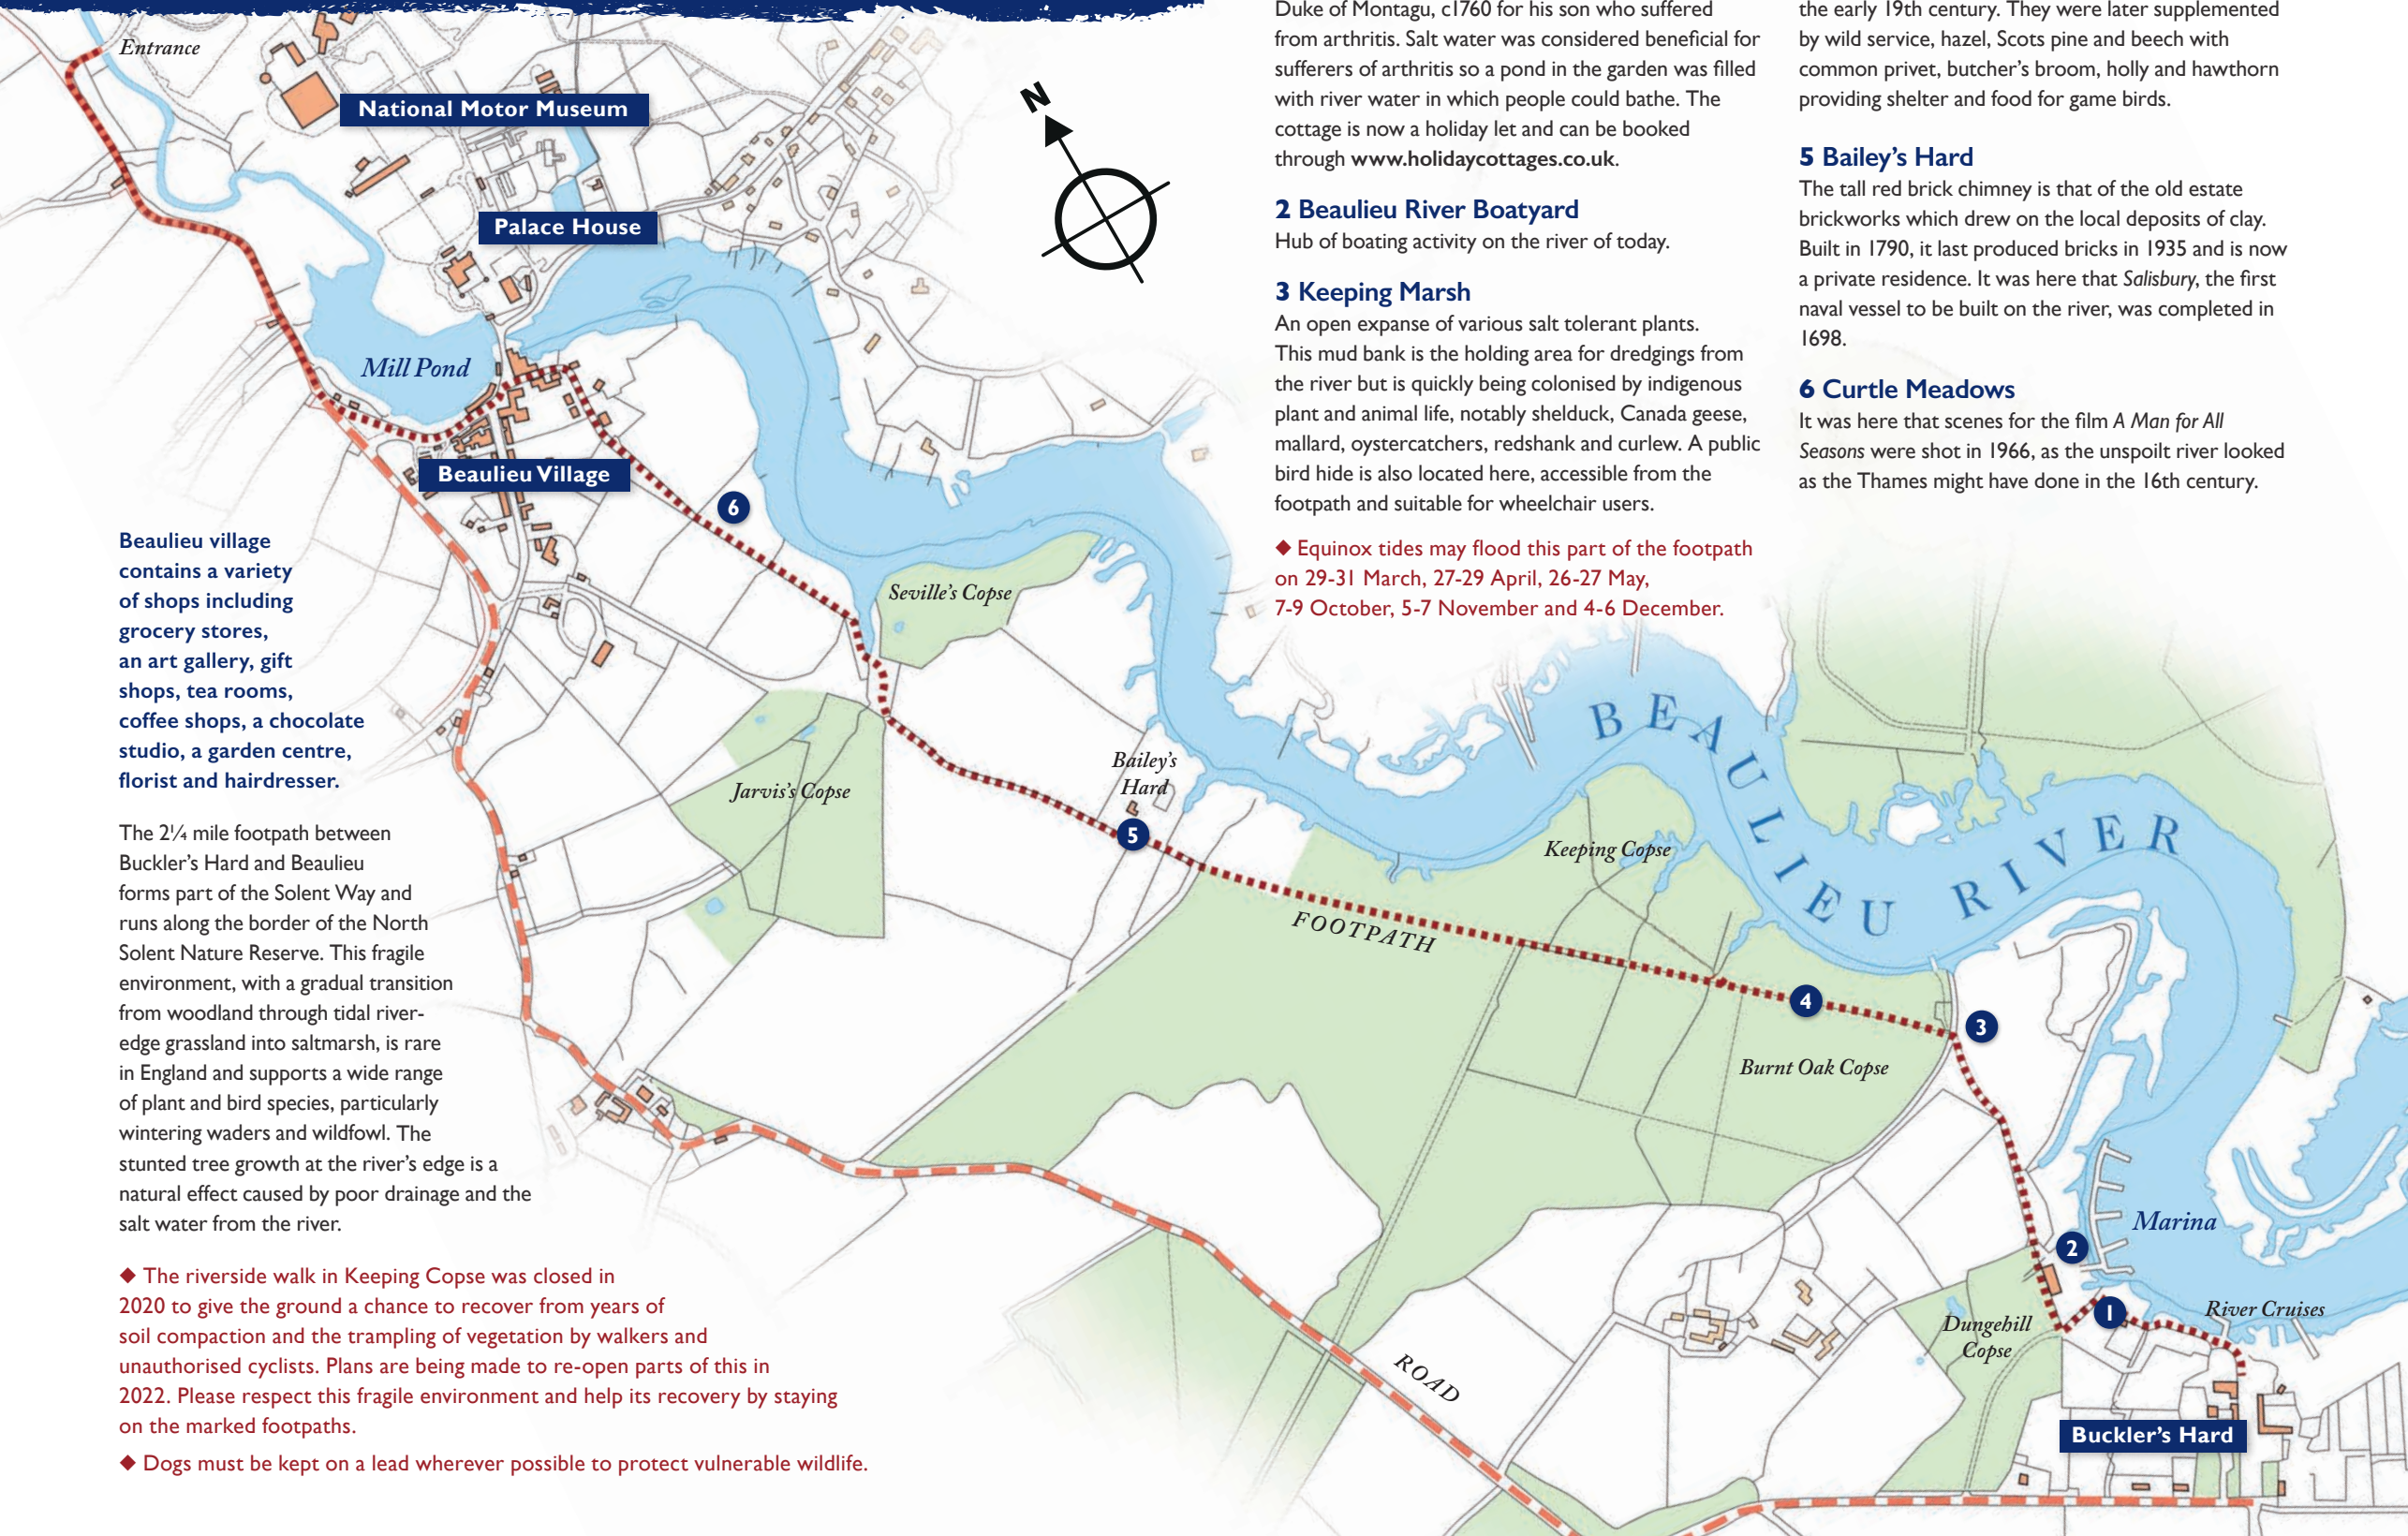 Entrance
National Motor Museum
Palace House
Mill Pond
Beaulieu Village
N
6
Seville's Copse
Jarvis's Copse
Bailey's
Hard
5
FOOTPATH
Keeping Copse
BEAULIEU RIVER
4
3
Burnt Oak Copse
Marina
2
1
River Cruises
Dungehill
Copse
ROAD
Buckler's Hard
Beaulieu village
contains a variety
of shops including
grocery stores,
an art gallery, gift
shops, tea rooms,
coffee shops, a chocolate
studio, a garden centre,
florist and hairdresser.
The 2¼ mile footpath between
Buckler's Hard and Beaulieu
forms part of the Solent Way and
runs along the border of the North
Solent Nature Reserve. This fragile
environment, with a gradual transition
from woodland through tidal river-
edge grassland into saltmarsh, is rare
in England and supports a wide range
of plant and bird species, particularly
wintering waders and wildfowl. The
stunted tree growth at the river's edge is a
natural effect caused by poor drainage and the
salt water from the river.
◆ The riverside walk in Keeping Copse was closed in
2020 to give the ground a chance to recover from years of
soil compaction and the trampling of vegetation by walkers and
unauthorised cyclists. Plans are being made to re-open parts of this in
2022. Please respect this fragile environment and help its recovery by staying
on the marked footpaths.
◆ Dogs must be kept on a lead wherever possible to protect vulnerable wildlife.
Duke of Montagu, c1760 for his son who suffered
from arthritis. Salt water was considered beneficial for
sufferers of arthritis so a pond in the garden was filled
with river water in which people could bathe. The
cottage is now a holiday let and can be booked
through www.holidaycottages.co.uk.
2 Beaulieu River Boatyard
Hub of boating activity on the river of today.
3 Keeping Marsh
An open expanse of various salt tolerant plants.
This mud bank is the holding area for dredgings from
the river but is quickly being colonised by indigenous
plant and animal life, notably shelduck, Canada geese,
mallard, oystercatchers, redshank and curlew. A public
bird hide is also located here, accessible from the
footpath and suitable for wheelchair users.
◆ Equinox tides may flood this part of the footpath
on 29-31 March, 27-29 April, 26-27 May,
7-9 October, 5-7 November and 4-6 December.
the early 19th century. They were later supplemented
by wild service, hazel, Scots pine and beech with
common privet, butcher's broom, holly and hawthorn
providing shelter and food for game birds.
5 Bailey's Hard
The tall red brick chimney is that of the old estate
brickworks which drew on the local deposits of clay.
Built in 1790, it last produced bricks in 1935 and is now
a private residence. It was here that Salisbury, the first
naval vessel to be built on the river, was completed in
1698.
6 Curtle Meadows
It was here that scenes for the film A Man for All
Seasons were shot in 1966, as the unspoilt river looked
as the Thames might have done in the 16th century.